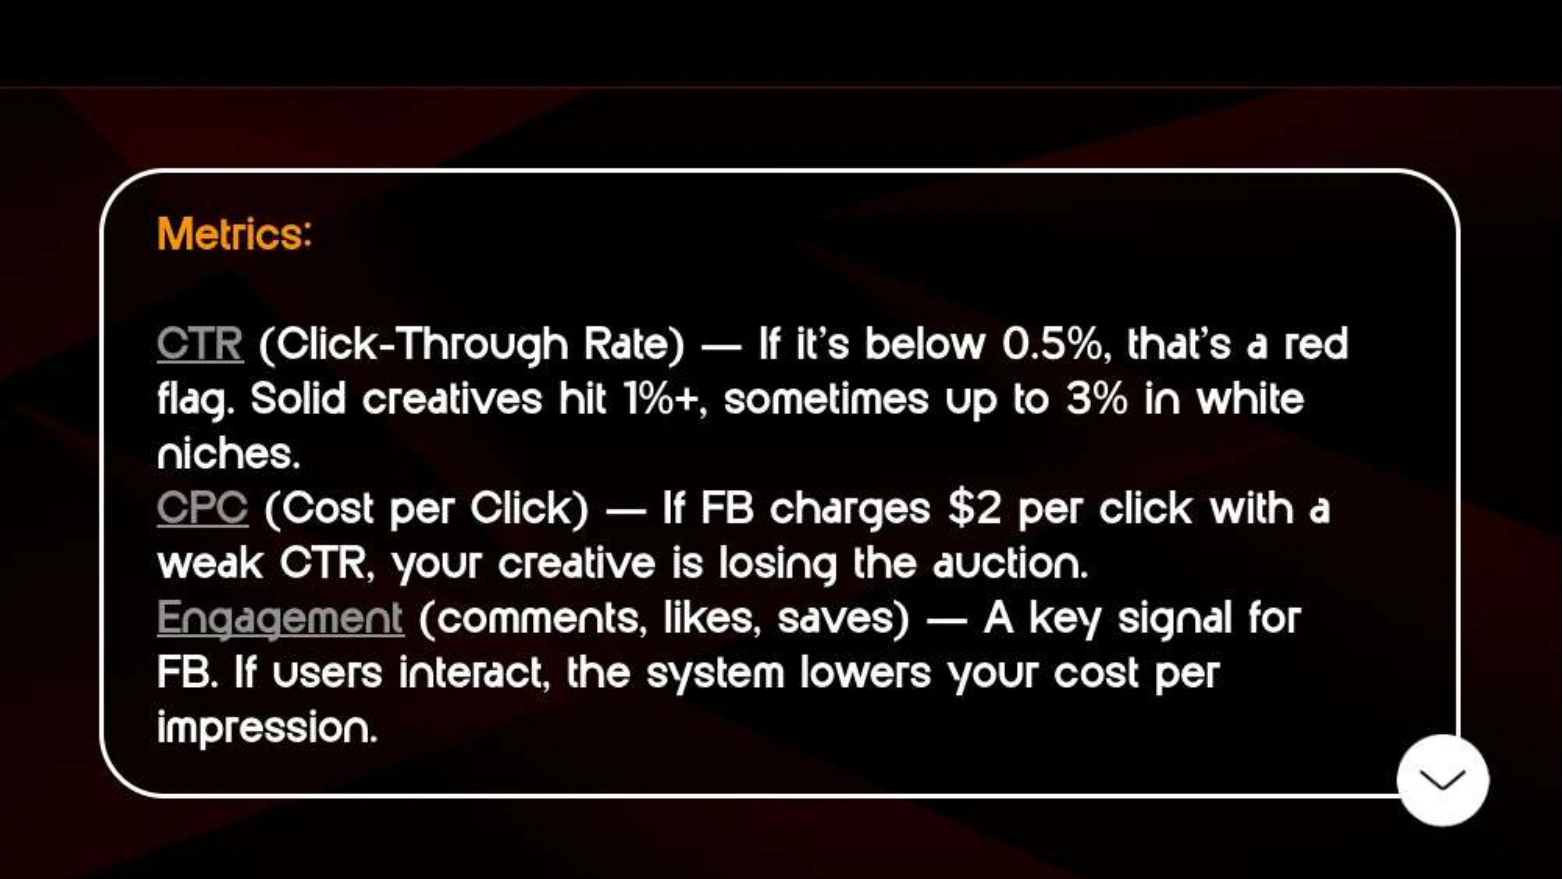 Metrics:
CTR (Click-Through Rate) — If it's below 0.5%, that's a red
flag. Solid creatives hit 1%+, sometimes up to 3% in white
niches.
CPC (Cost per Click) — If FB charges $2 per click with a
weak CTR, your creative is losing the auction.
Engagement (comments, likes, saves) — A key signal for
FB. If users interact, the system lowers your cost per
impression.